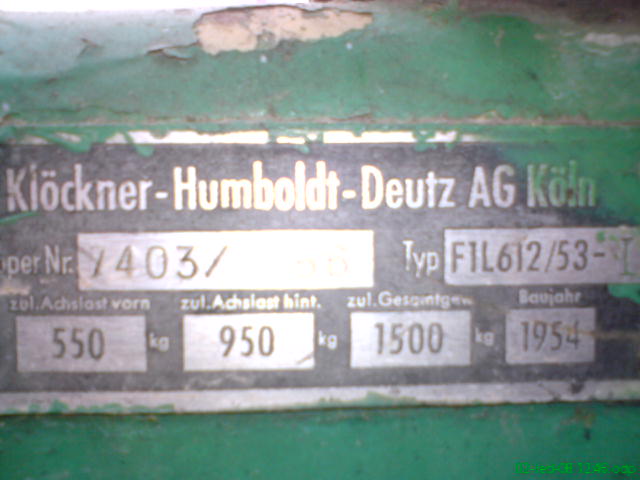 Klöckner-Humboldt-Deutz AG Köln
per Nr. 7403/ Typ F1L612/53-
zul. Achslast vorn zul. Achslast hint. zul. Gesamtgew. Baujahr
550 kg 950 kg 1500 kg 1954